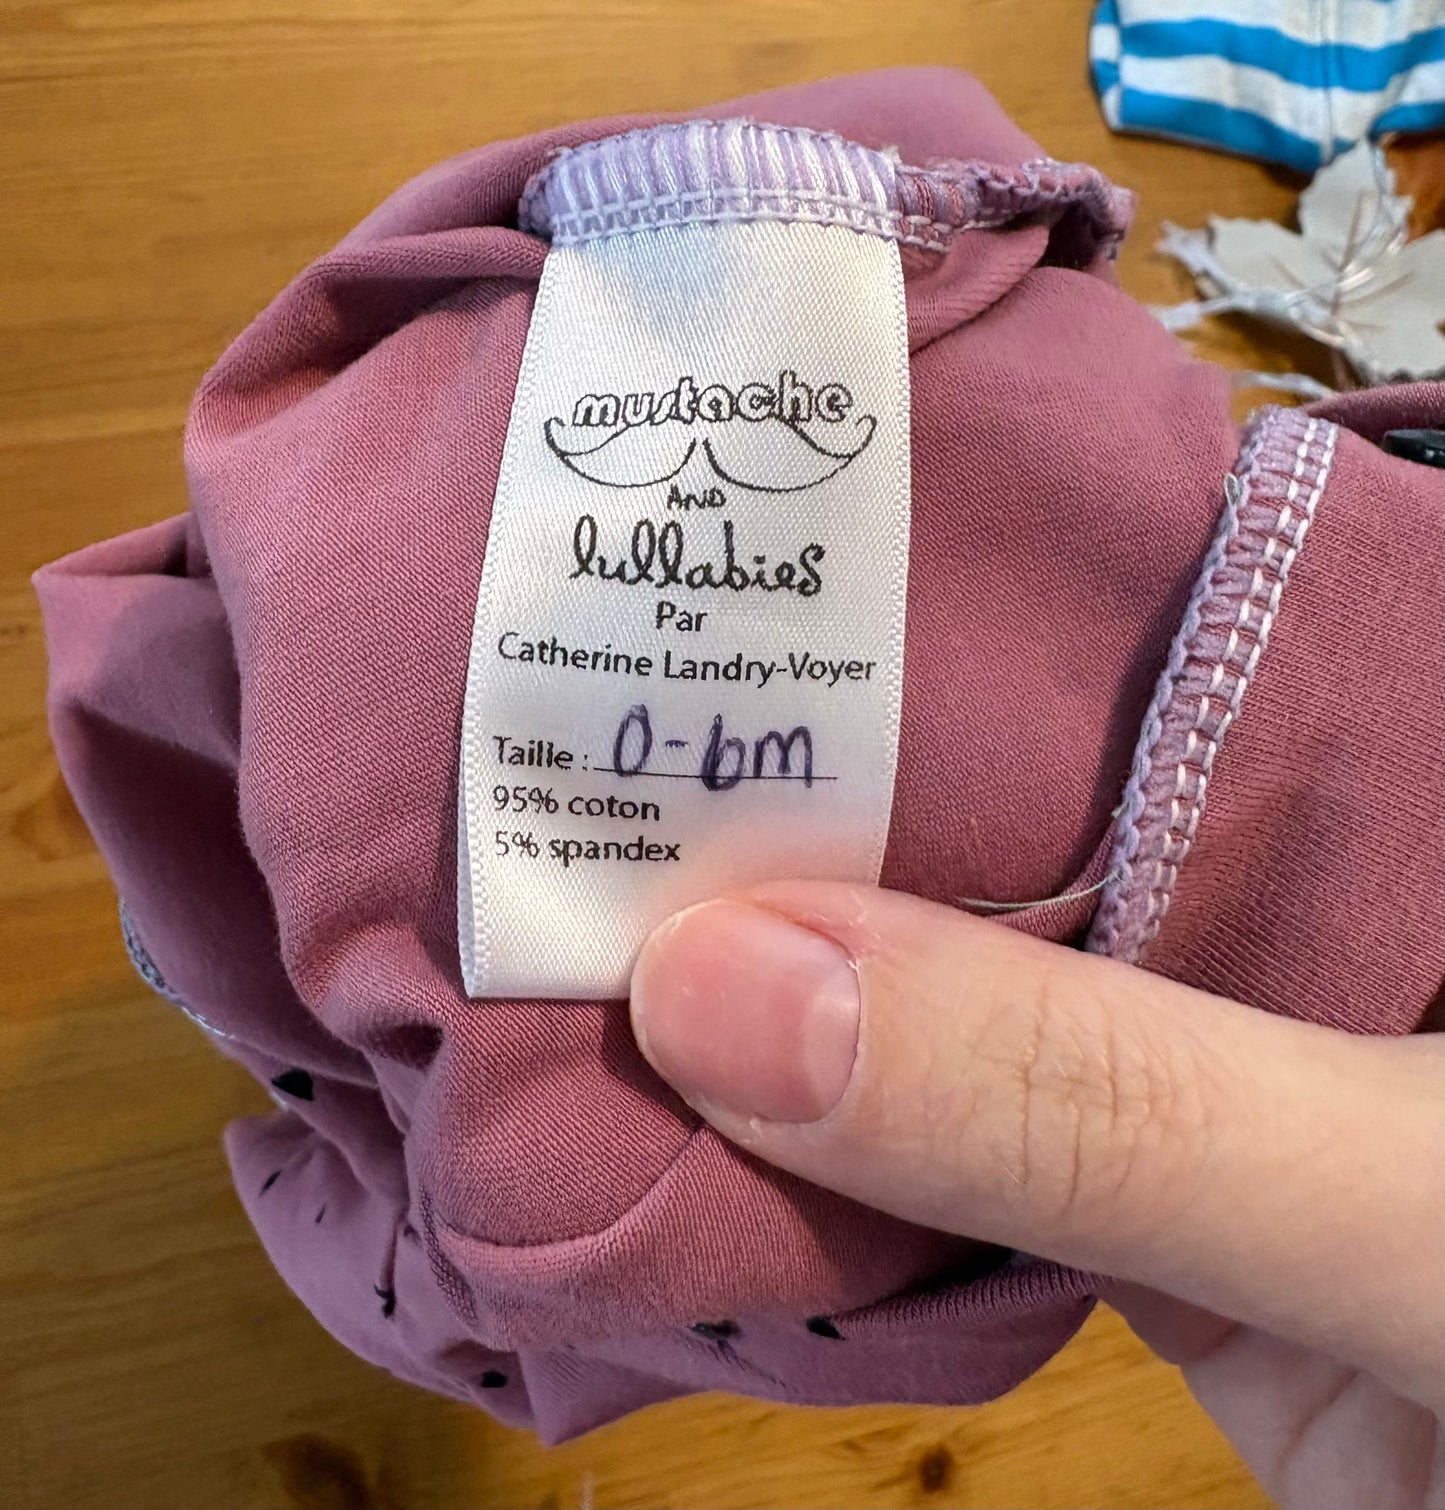 mustache
AND
lullabies
Par
Catherine Landry-Voyer
Taille : 0-6M
95% coton
5% spandex